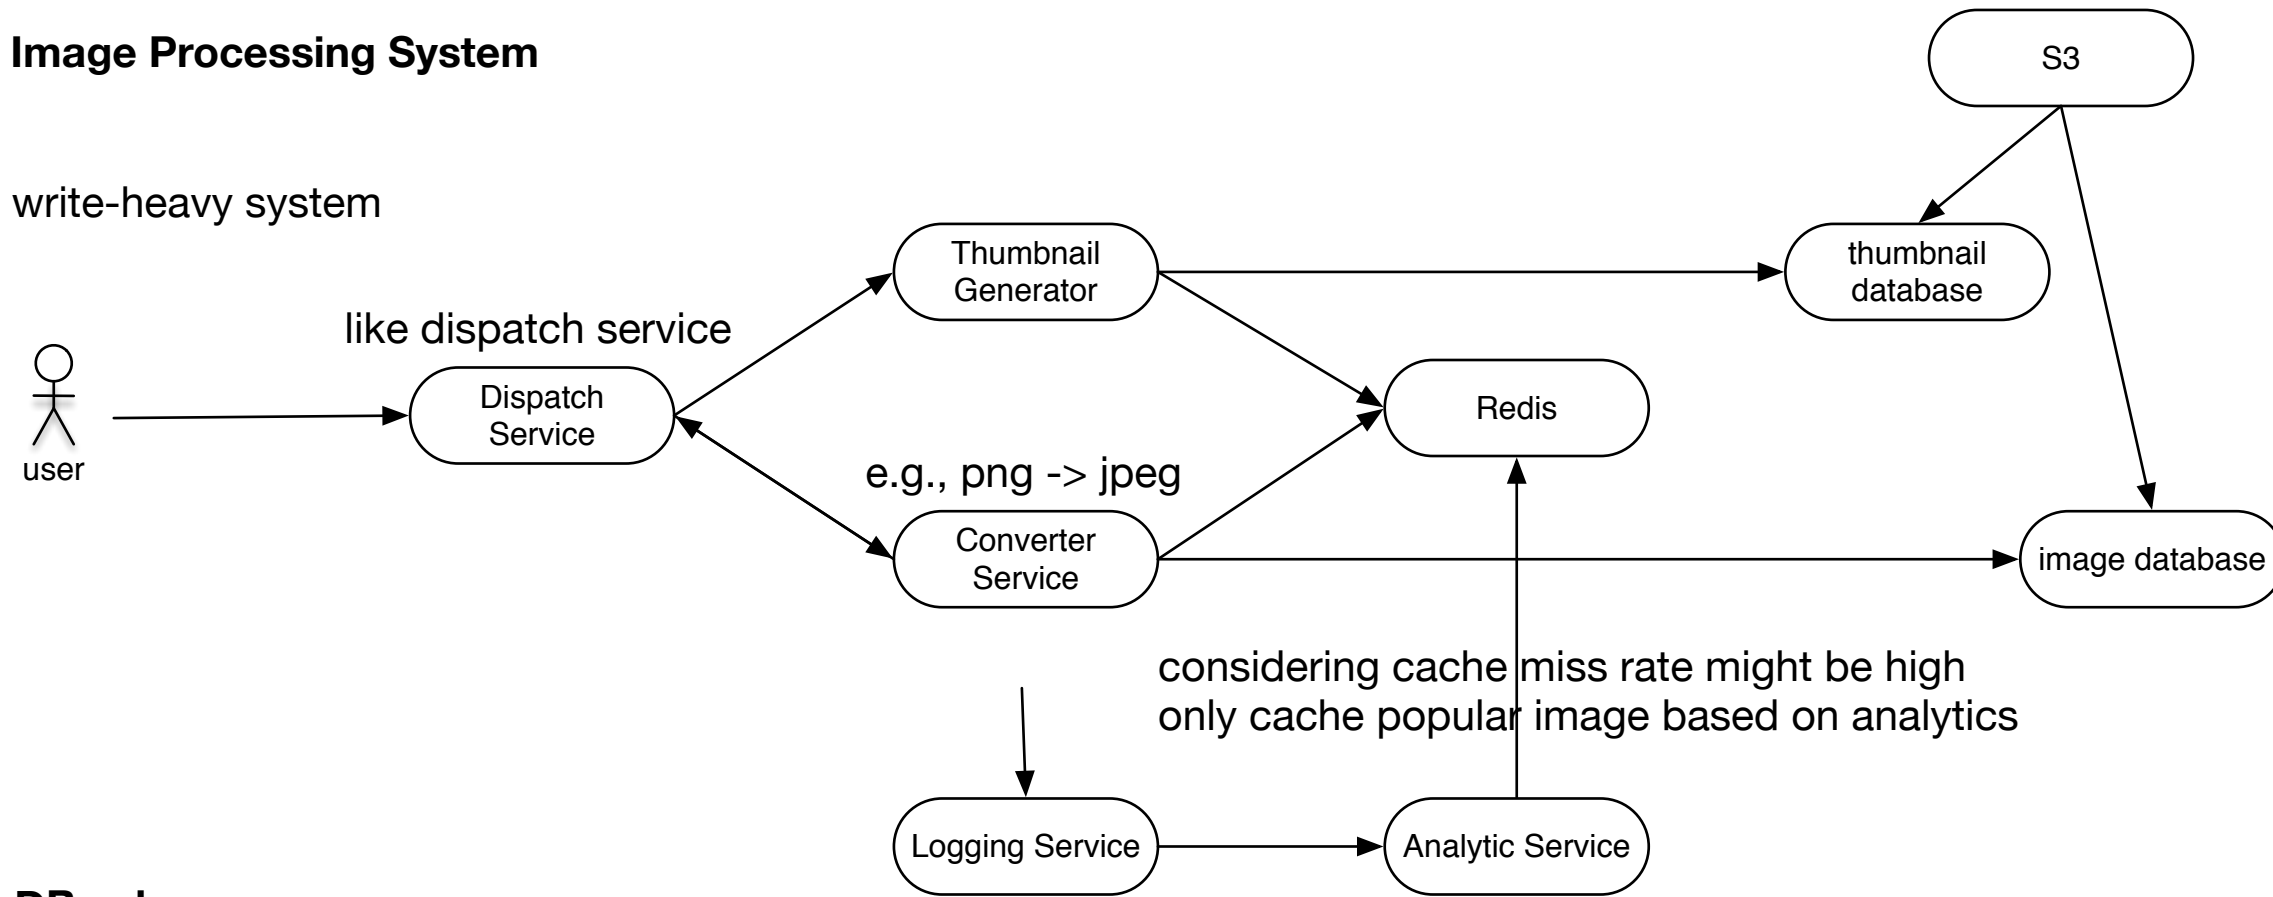 Image Processing System
S3
write-heavy system
Thumbnail
Generator
thumbnail
database
like dispatch service
Dispatch
Service
Redis
user
e.g., png -> jpeg
Converter
Service
image database
considering cache miss rate might be high
only cache popular image based on analytics
Logging Service
Analytic Service